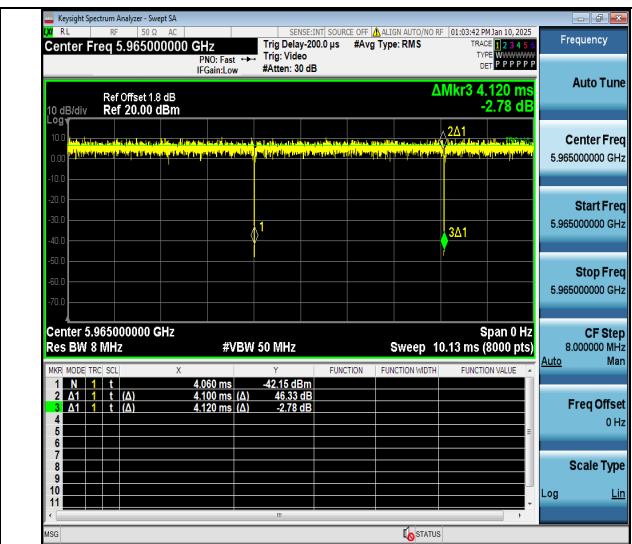 Keysight Spectrum Analyzer - Swept SA
RL RF 50 Ω AC SENSE:INT SOURCE OFF ALIGN AUTO/NO RF 01:03:42 PM Jan 10, 2025
Center Freq 5.965000000 GHz
PNO: Fast
IFGain:Low
Trig Delay-200.0 µs
Trig: Video
#Atten: 30 dB
#Avg Type: RMS
TRACE 1 2 3 4 5 6
TYPE WWWWWW
DET P P P P P P
ΔMkr3 4.120 ms
-2.78 dB
Ref Offset 1.8 dB
10 dB/div Ref 20.00 dBm
Log
10.0
0.00
-10.0
-20.0
-30.0
-40.0
-50.0
-60.0
-70.0
2Δ1
1
3Δ1
Center 5.965000000 GHz Span 0 Hz
Res BW 8 MHz #VBW 50 MHz Sweep 10.13 ms (8000 pts)
MKR MODE TRC SCL X Y FUNCTION FUNCTION WIDTH FUNCTION VALUE
1 N 1 t 4.060 ms -42.15 dBm
2 Δ1 1 t (Δ) 4.100 ms (Δ) 46.33 dB
3 Δ1 1 t (Δ) 4.120 ms (Δ) -2.78 dB
4
5
6
7
8
9
10
11
MSG STATUS
Frequency
Auto Tune
Center Freq
5.965000000 GHz
Start Freq
5.965000000 GHz
Stop Freq
5.965000000 GHz
CF Step
8.000000 MHz
Auto Man
Freq Offset
0 Hz
Scale Type
Log Lin